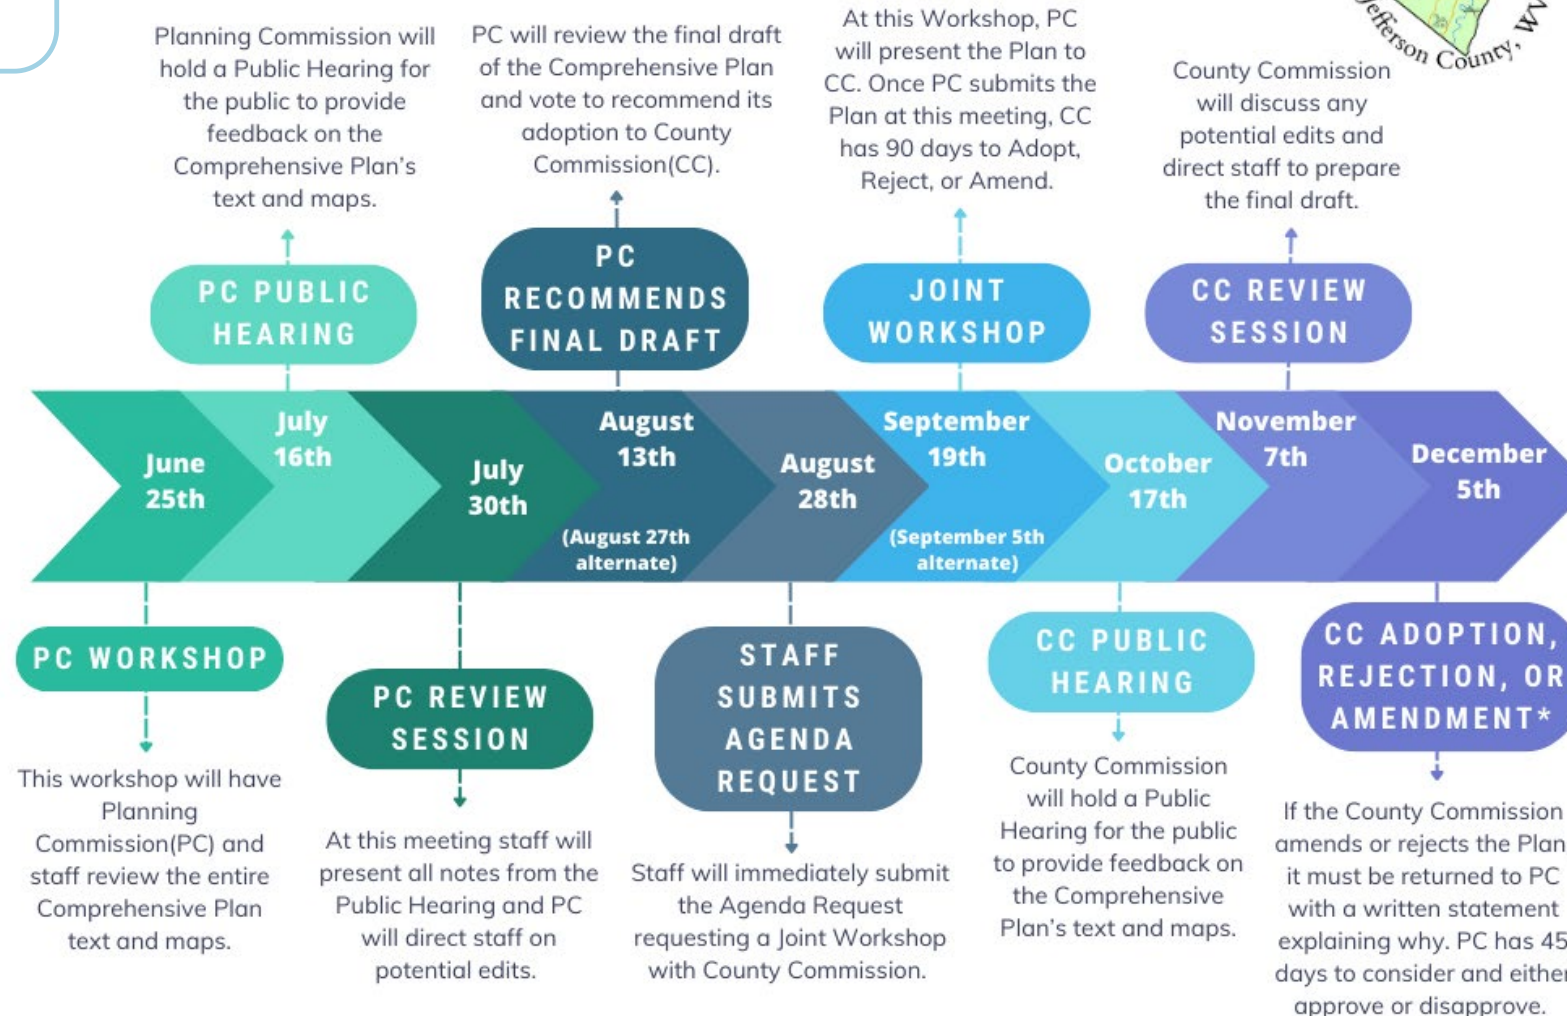 Jefferson County, WV
Planning Commission will
hold a Public Hearing for
the public to provide
feedback on the
Comprehensive Plan's
text and maps.
PC will review the final draft
of the Comprehensive Plan
and vote to recommend its
adoption to County
Commission(CC).
At this Workshop, PC
will present the Plan to
CC. Once PC submits the
Plan at this meeting, CC
has 90 days to Adopt,
Reject, or Amend.
County Commission
will discuss any
potential edits and
direct staff to prepare
the final draft.
PC PUBLIC
HEARING
PC
RECOMMENDS
FINAL DRAFT
JOINT
WORKSHOP
CC REVIEW
SESSION
June
25th
July
16th
July
30th
August
13th
(August 27th
alternate)
August
28th
September
19th
(September 5th
alternate)
October
17th
November
7th
December
5th
PC WORKSHOP
PC REVIEW
SESSION
STAFF
SUBMITS
AGENDA
REQUEST
CC PUBLIC
HEARING
CC ADOPTION,
REJECTION, OR
AMENDMENT*
This workshop will have
Planning
Commission(PC) and
staff review the entire
Comprehensive Plan
text and maps.
At this meeting staff will
present all notes from the
Public Hearing and PC
will direct staff on
potential edits.
Staff will immediately submit
the Agenda Request
requesting a Joint Workshop
with County Commission.
County Commission
will hold a Public
Hearing for the public
to provide feedback on
the Comprehensive
Plan's text and maps.
If the County Commission
amends or rejects the Plan
it must be returned to PC
with a written statement
explaining why. PC has 45
days to consider and either
approve or disapprove.